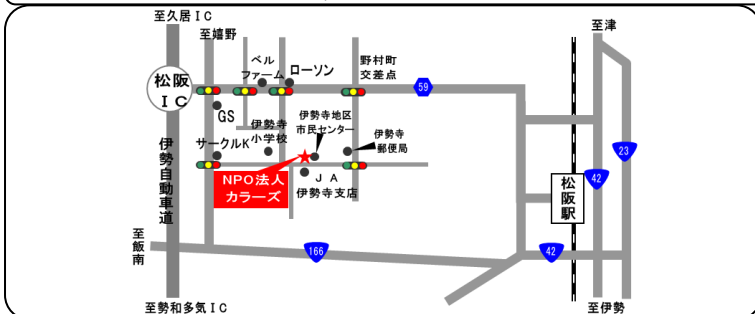 至久居IC
至嬉野
至津
ベル
ファーム
ローソン
野村町
交差点
松阪
IC
59
GS
伊勢寺
小学校
伊勢寺地区
市民センター
伊勢寺
郵便局
サークルK
伊勢自動車道
NPO法人
カラーズ
JA
伊勢寺支店
23
42
松阪駅
至飯南
166
42
至勢和多気IC
至伊勢